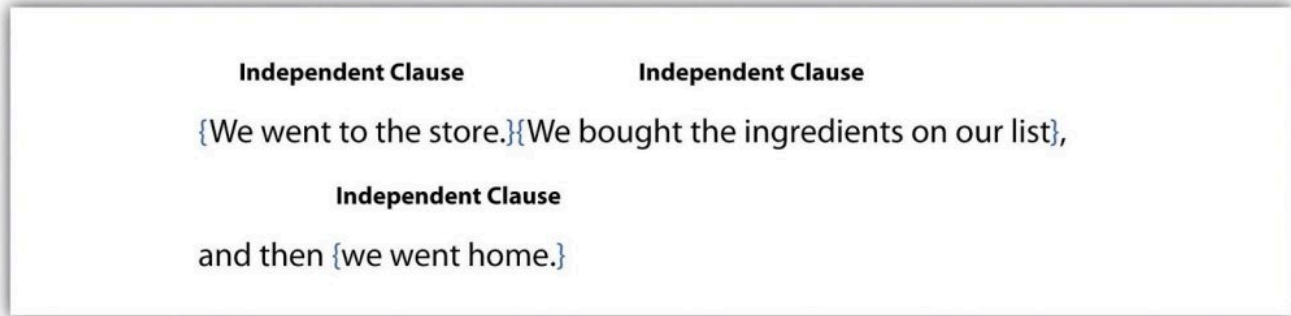 Independent Clause Independent Clause
{We went to the store.}{We bought the ingredients on our list},
Independent Clause
and then {we went home.}